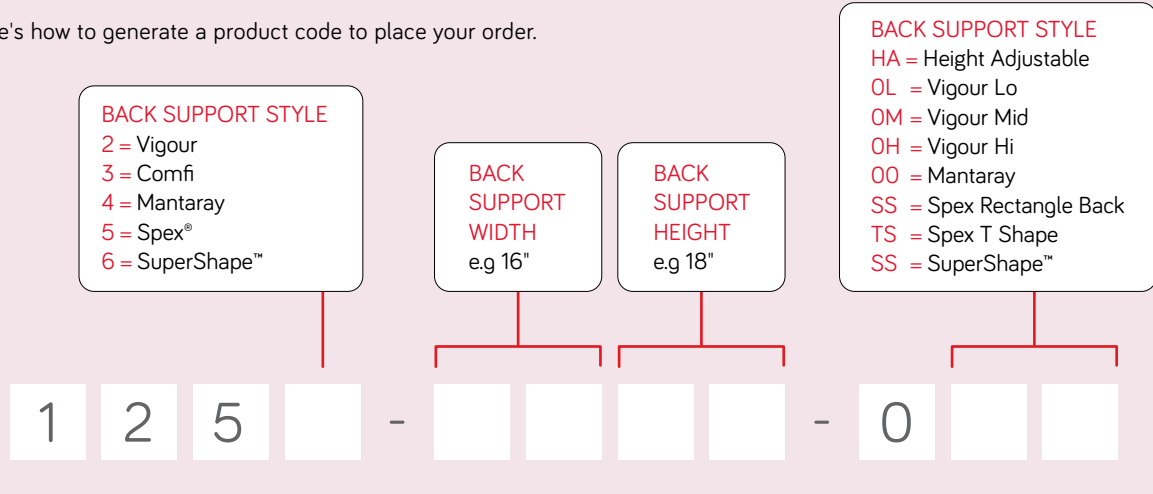 e's how to generate a product code to place your order.
BACK SUPPORT STYLE
2 = Vigour
3 = Comfi
4 = Mantaray
5 = Spex®
6 = SuperShape™
BACK
SUPPORT
WIDTH
e.g 16"
BACK
SUPPORT
HEIGHT
e.g 18"
BACK SUPPORT STYLE
HA = Height Adjustable
0L = Vigour Lo
0M = Vigour Mid
0H = Vigour Hi
00 = Mantaray
SS = Spex Rectangle Back
TS = Spex T Shape
SS = SuperShape™
1 2 5 - - 0